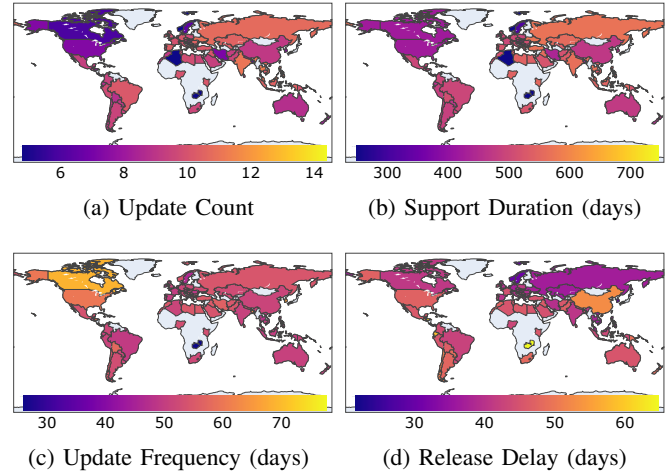 6 8 10 12 14
300 400 500 600 700
(a) Update Count
(b) Support Duration (days)
30 40 50 60 70
30 40 50 60
(c) Update Frequency (days)
(d) Release Delay (days)